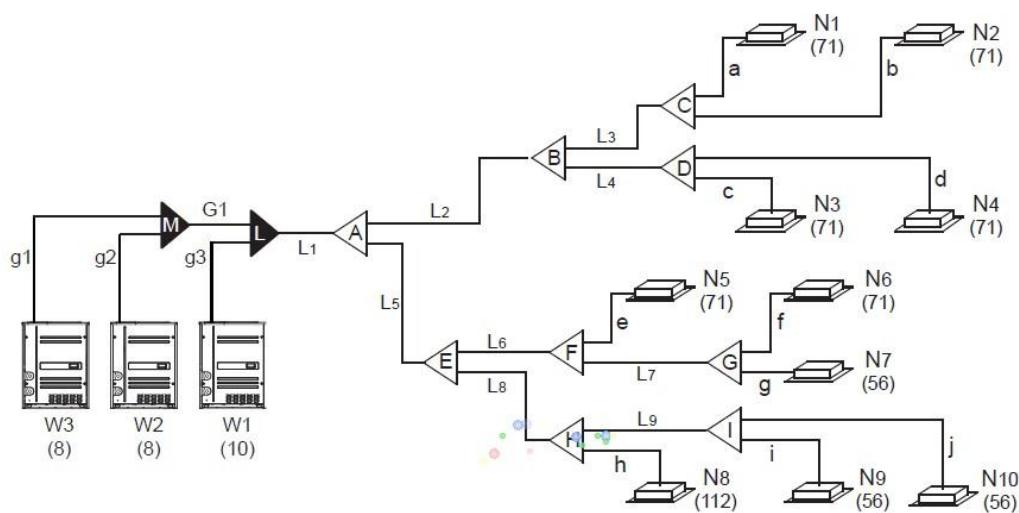 N1
(71)
N2
(71)
a
b
C
L3
B
L4
D
c
d
N3
(71)
N4
(71)
L2
M
G1
L
L1
A
g1
g2
g3
L5
N5
(71)
N6
(71)
e
f
L6
F
E
L7
G
g
N7
(56)
L8
L9
I
H
h
i
j
N8
(112)
N9
(56)
N10
(56)
W3
(8)
W2
(8)
W1
(10)